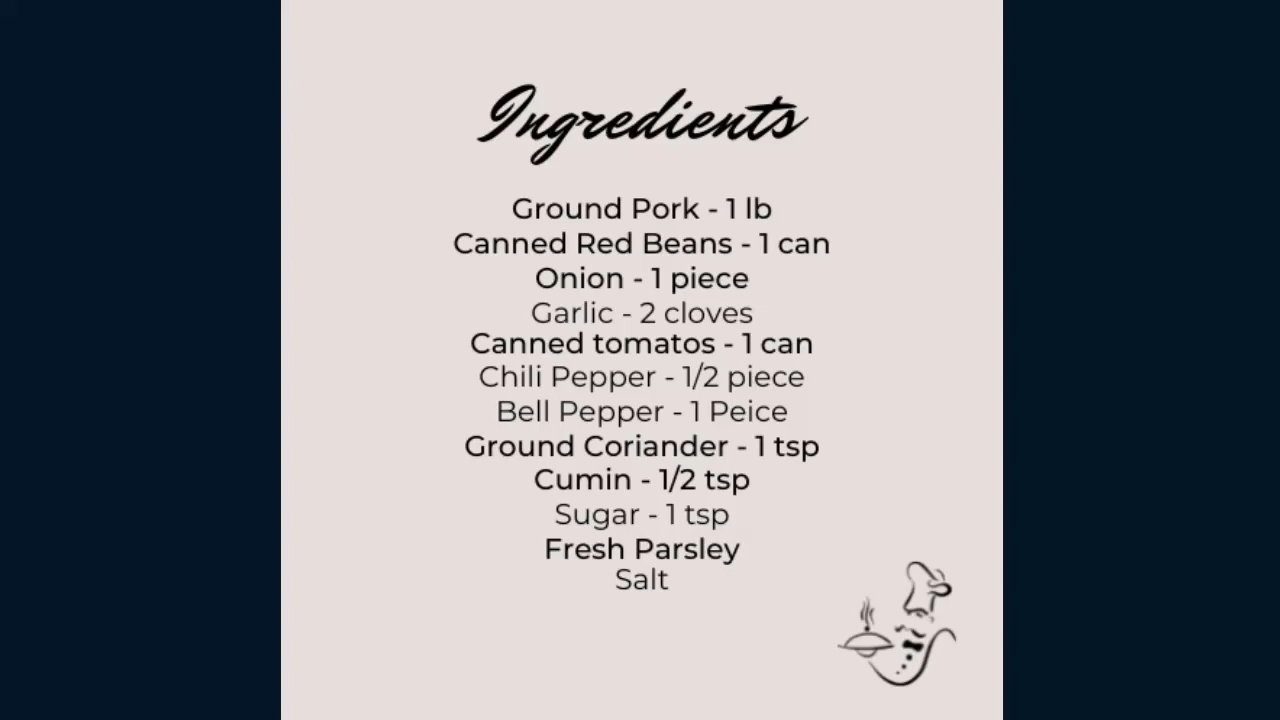 Ingredients
Ground Pork - 1 lb
Canned Red Beans - 1 can
Onion - 1 piece
Garlic - 2 cloves
Canned tomatos - 1 can
Chili Pepper - 1/2 piece
Bell Pepper - 1 Peice
Ground Coriander - 1 tsp
Cumin - 1/2 tsp
Sugar - 1 tsp
Fresh Parsley
Salt